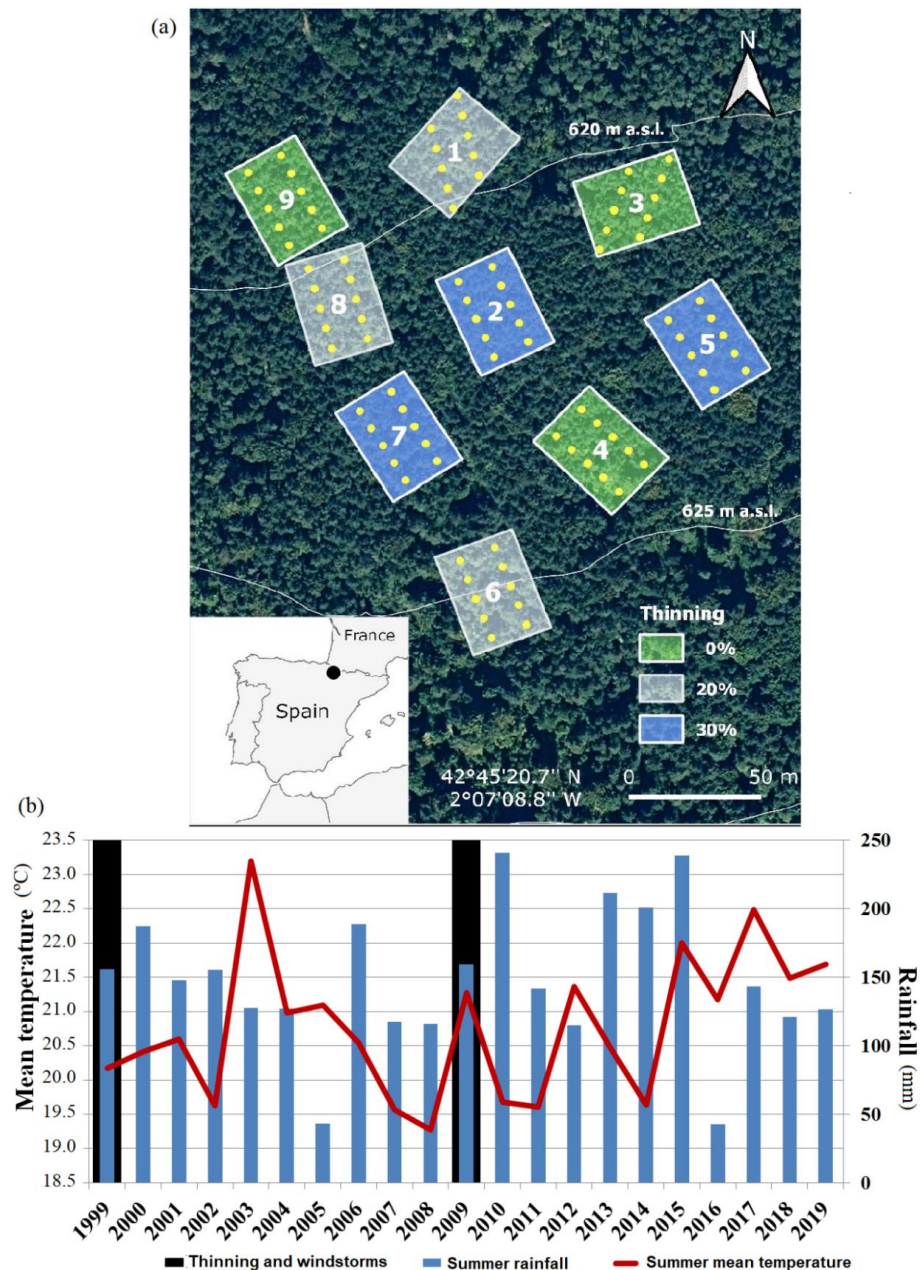 (a)
N
620 m a.s.l.
1
9
3
8
2
5
7
4
625 m a.s.l.
6
Thinning
0%
20%
30%
France
Spain
42°45'20.7'' N
2°07'08.8'' W
0 50 m
(b)
Mean temperature (ºC)
23.5
23.0
22.5
22.0
21.5
21.0
20.5
20.0
19.5
19.0
18.5
250
200
150
100
50
0
Rainfall (mm)
1999 2000 2001 2002 2003 2004 2005 2006 2007 2008 2009 2010 2011 2012 2013 2014 2015 2016 2017 2018 2019
Thinning and windstorms Summer rainfall Summer mean temperature